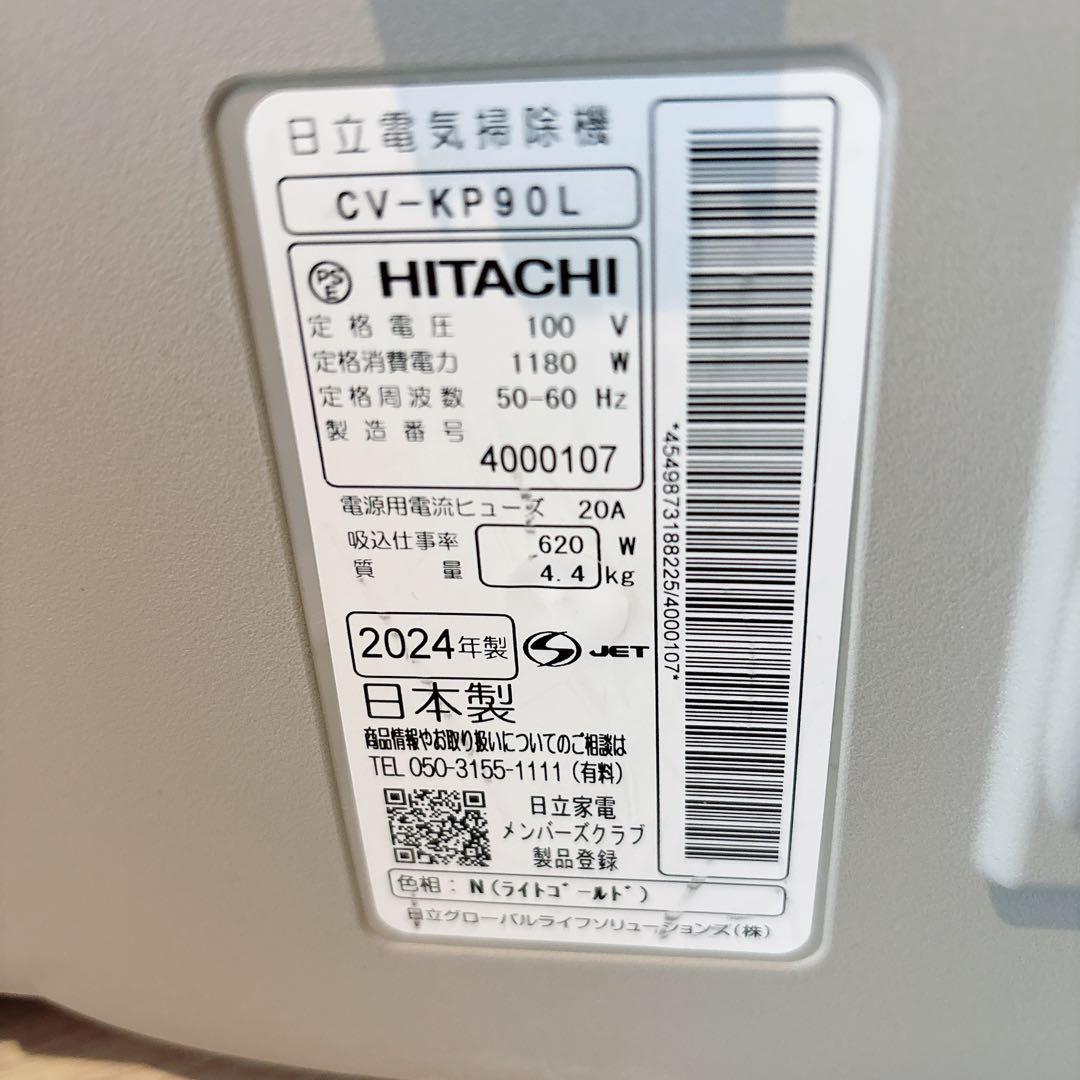 日立電気掃除機
CV-KP90L
PSE HITACHI
定格電圧 100 V
定格消費電力 1180 W
定格周波数 50-60 Hz
製造番号
4000107
電源用電流ヒューズ 20A
吸込仕事率 620 W
質量 4.4 kg
2024年製 JET
日本製
商品情報やお取り扱いについてのご相談は
TEL 050-3155-1111 (有料)
日立家電
メンバーズクラブ
製品登録
色相：N(ライトゴールド)
日立グローバルライフソリューションズ(株)
*4549873188225/4000107*